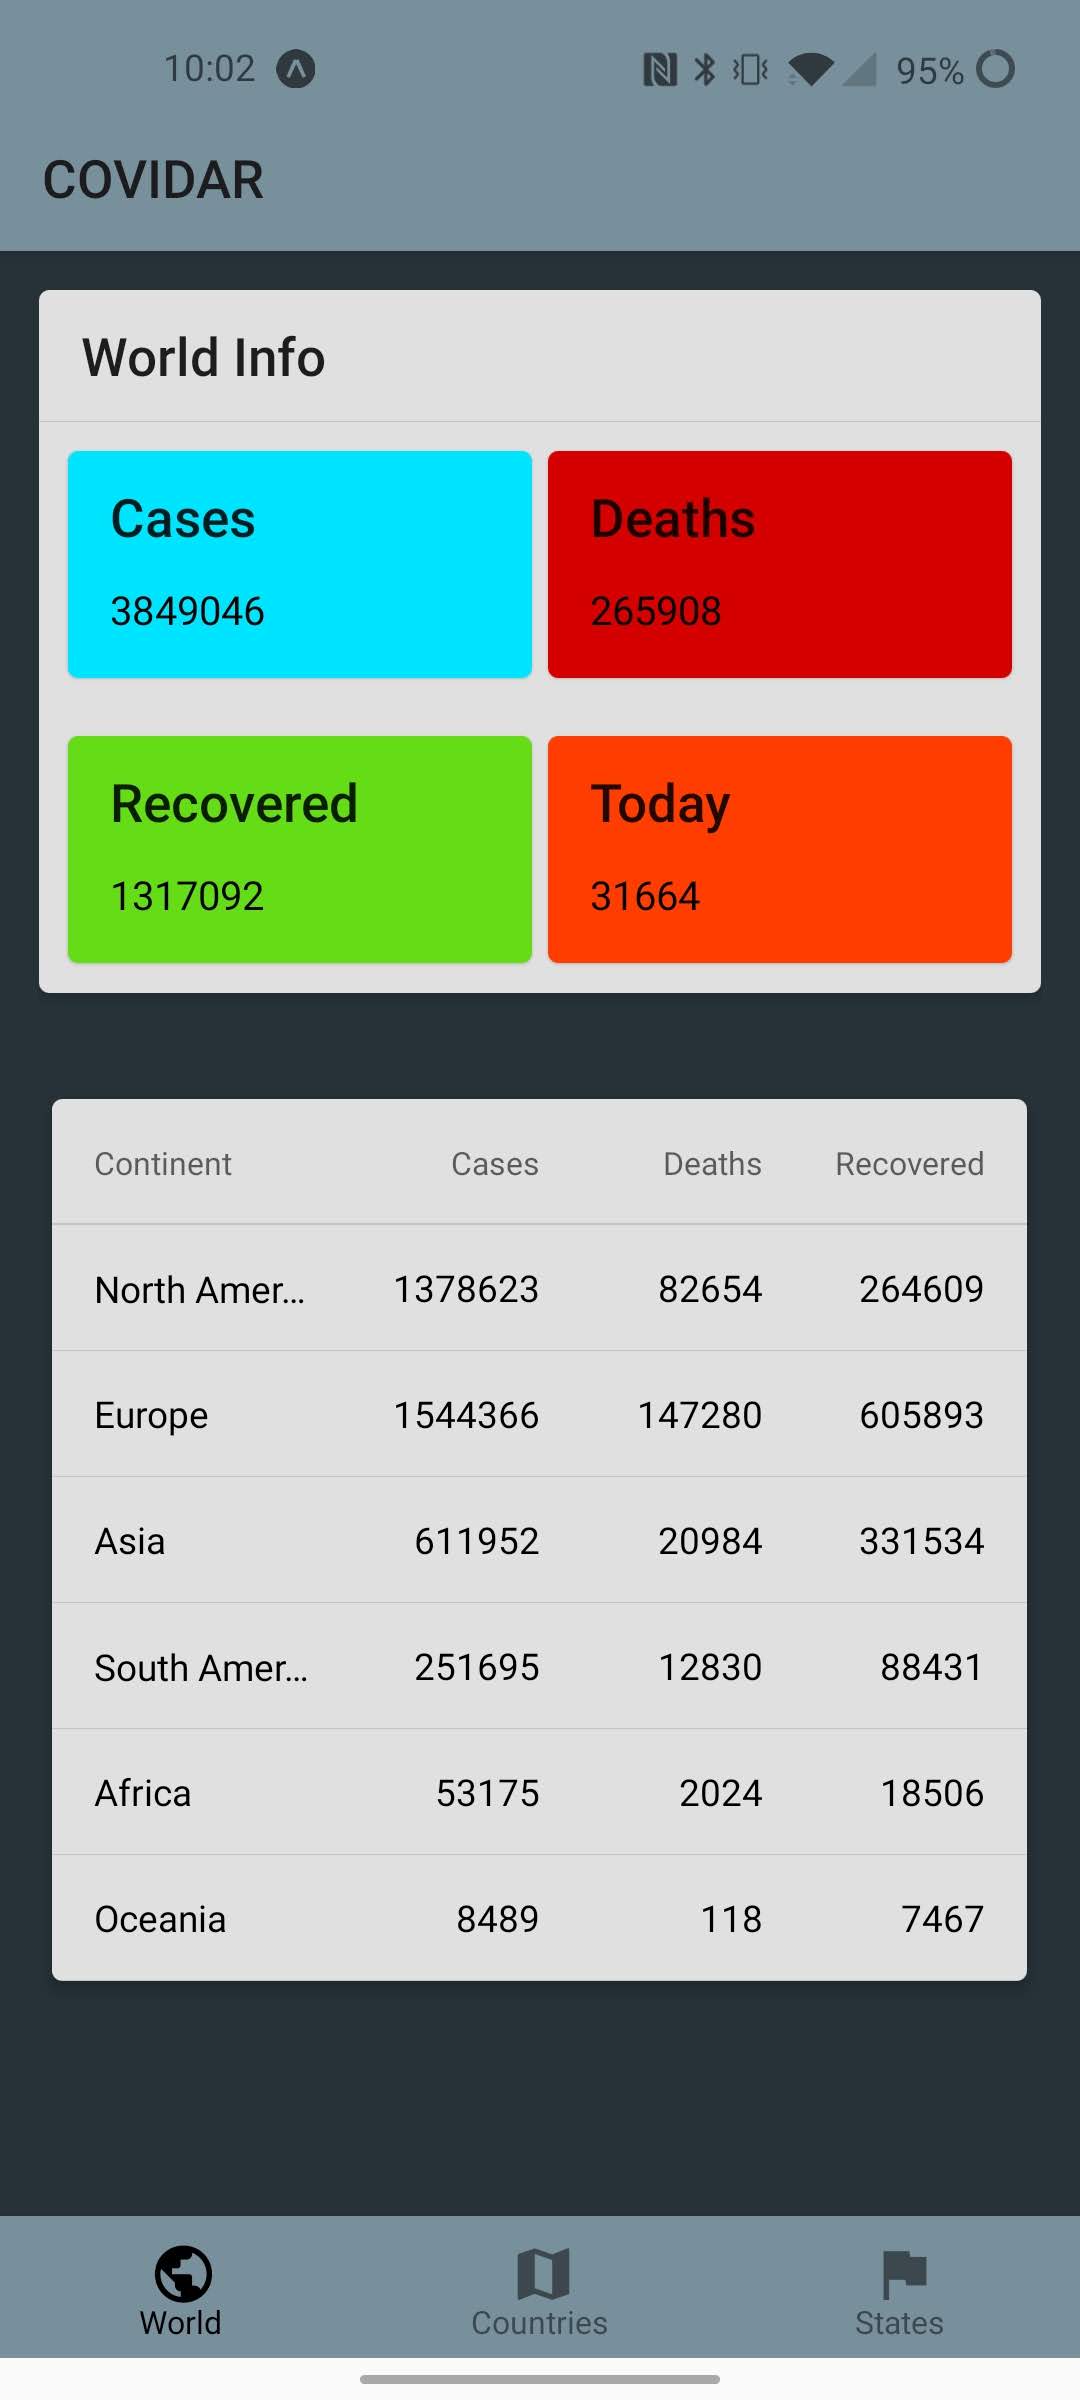 10:02 95%
COVIDAR
World Info
Cases Deaths
3849046 265908
Recovered Today
1317092 31664
Continent Cases Deaths Recovered
North Amer... 1378623 82654 264609
Europe 1544366 147280 605893
Asia 611952 20984 331534
South Amer... 251695 12830 88431
Africa 53175 2024 18506
Oceania 8489 118 7467
World Countries States